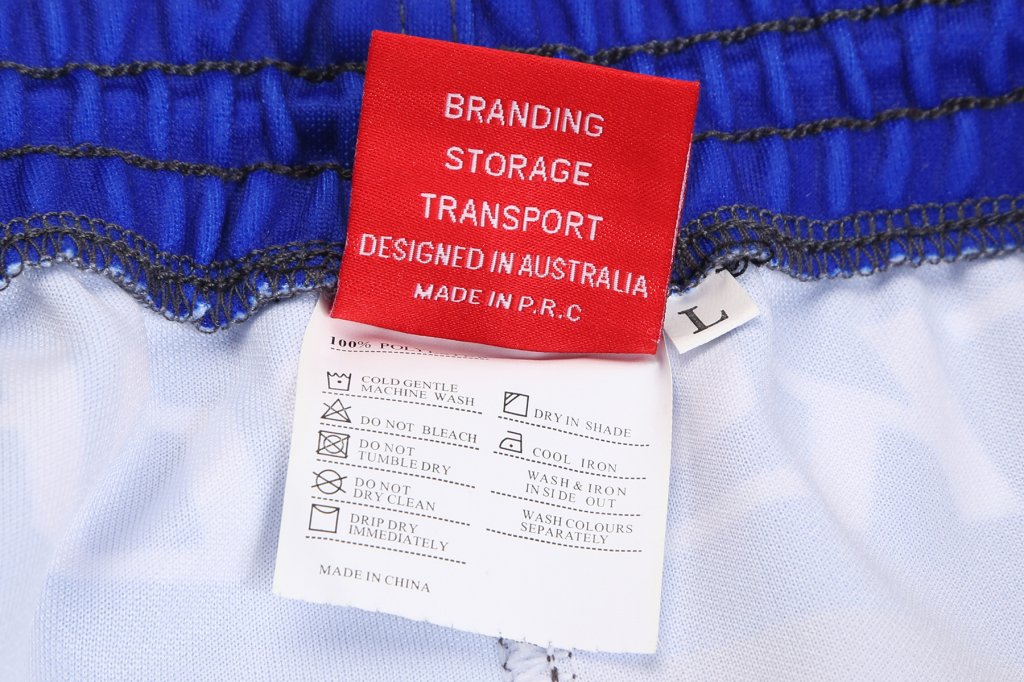 BRANDING
STORAGE
TRANSPORT
DESIGNED IN AUSTRALIA
MADE IN P.R.C
L
100%
COLD GENTLE
MACHINE WASH
DO NOT BLEACH
DO NOT
TUMBLE DRY
DO NOT
DRY CLEAN
DRIP DRY
IMMEDIATELY
DRY IN SHADE
COOL IRON
WASH & IRON
INSIDE OUT
WASH COLOURS
SEPARATELY
MADE IN CHINA